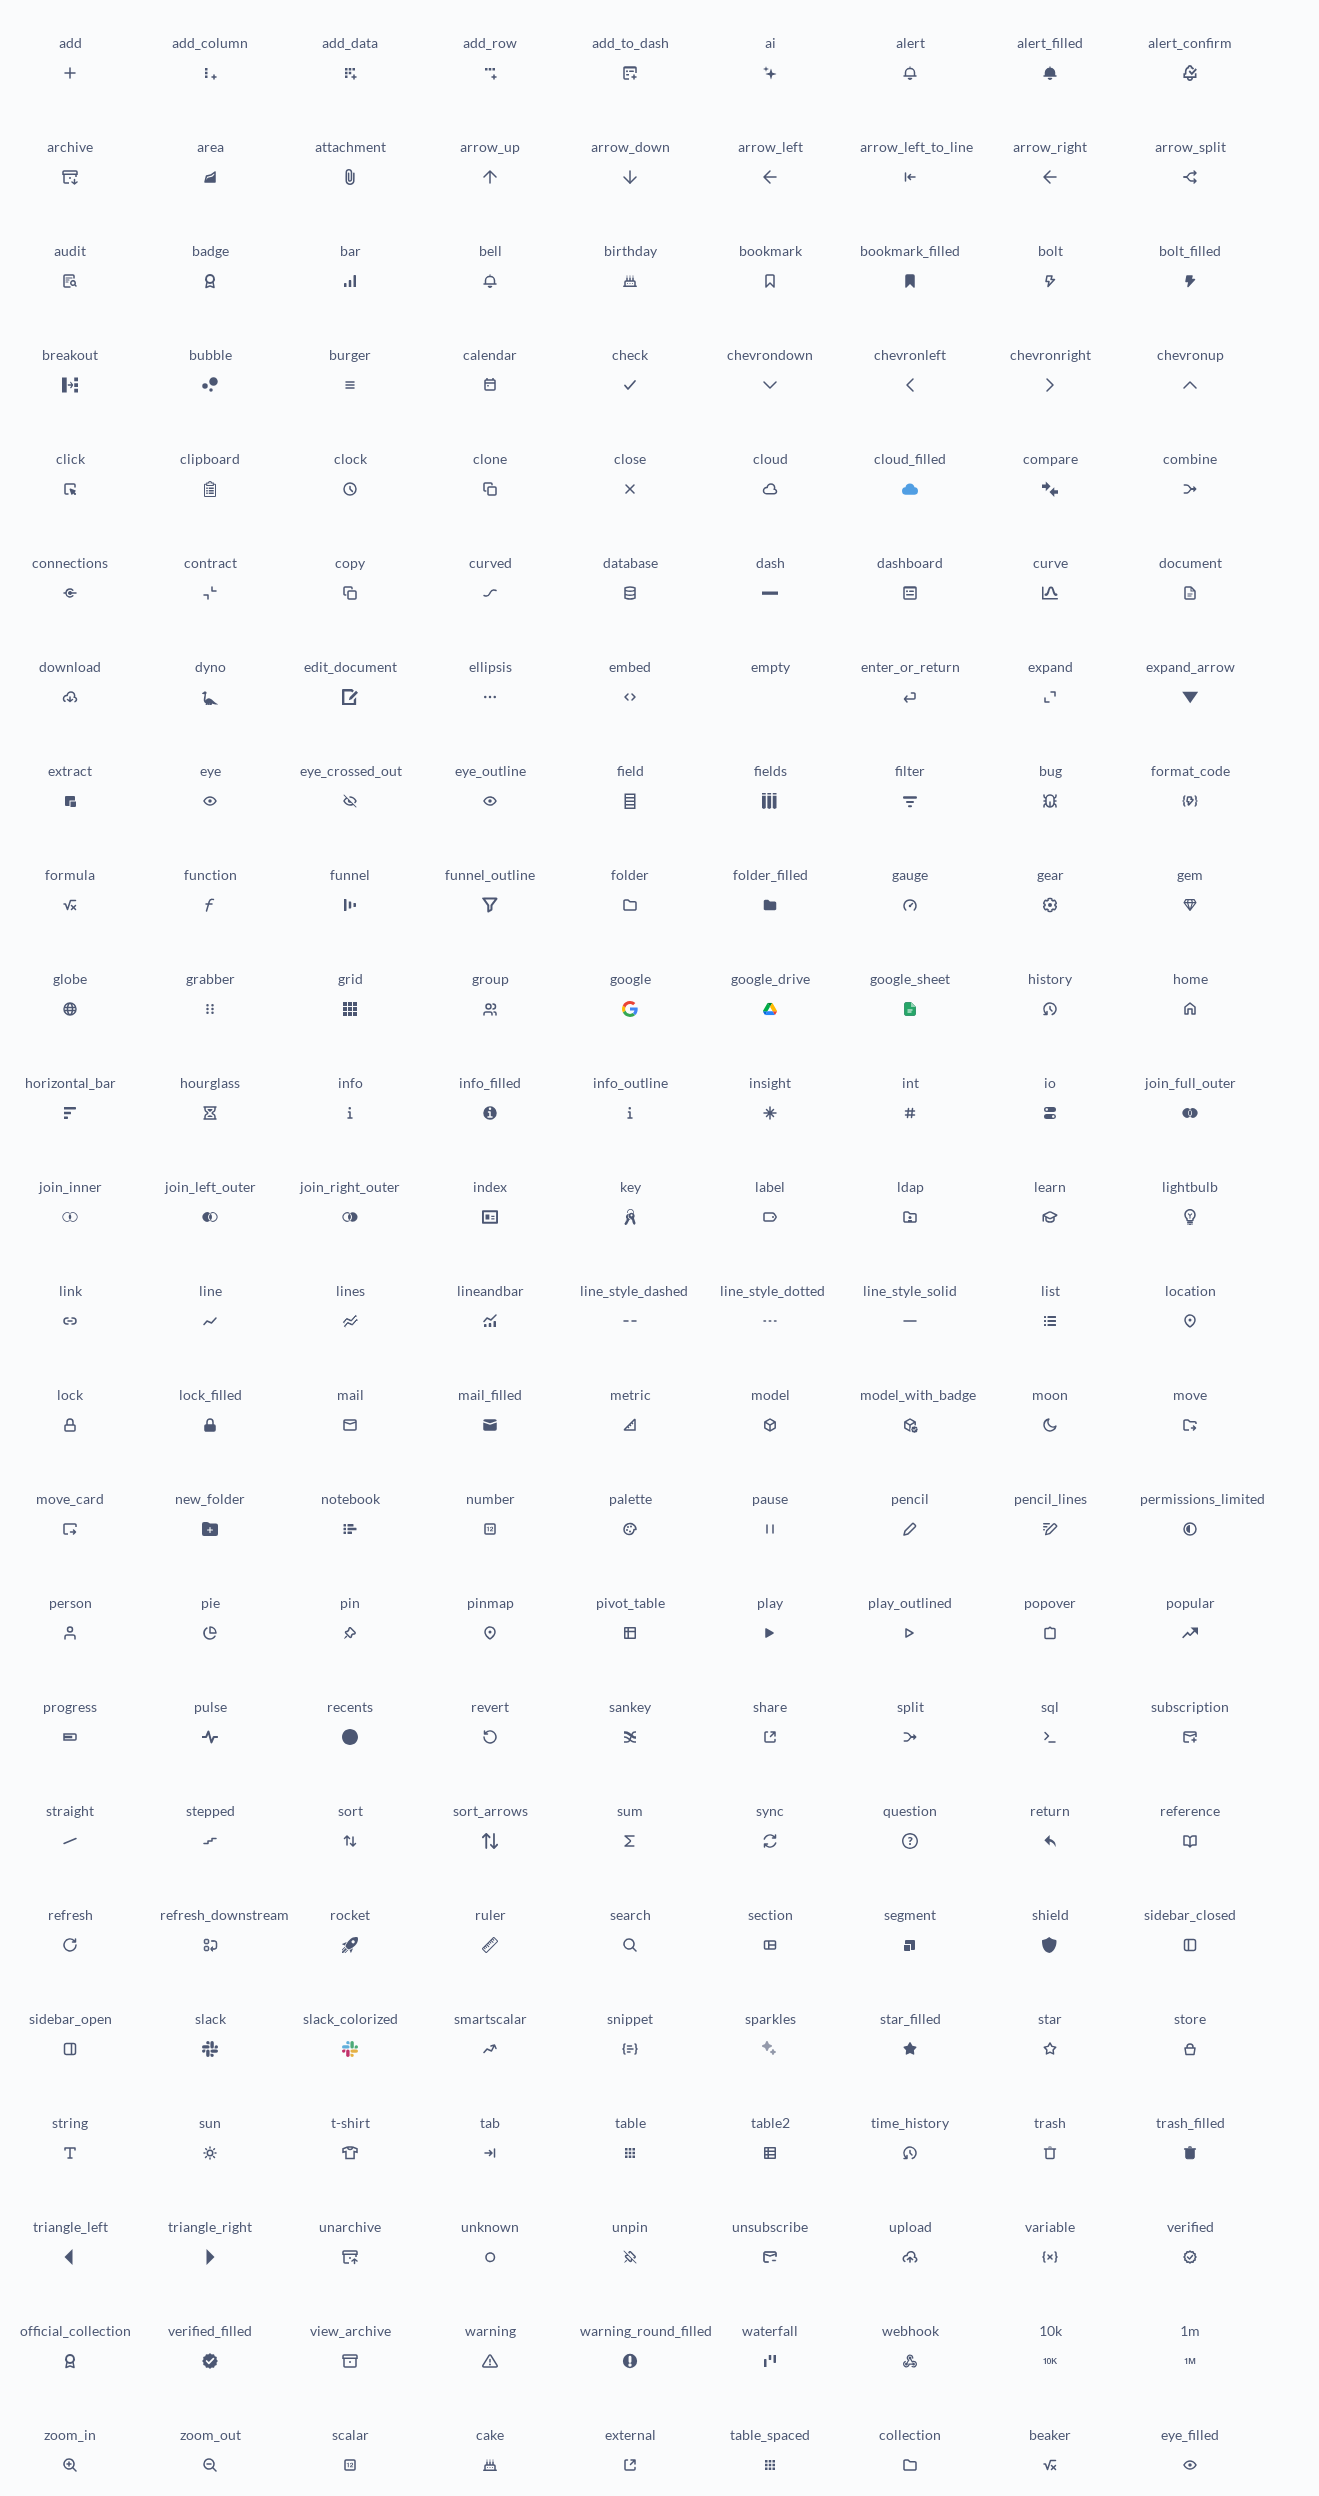 add add_column add_data add_row add_to_dash ai alert alert_filled alert_confirm
archive area attachment arrow_up arrow_down arrow_left arrow_left_to_line arrow_right arrow_split
audit badge bar bell birthday bookmark bookmark_filled bolt bolt_filled
breakout bubble burger calendar check chevrondown chevronleft chevronright chevronup
click clipboard clock clone close cloud cloud_filled compare combine
connections contract copy curved database dash dashboard curve document
download dyno edit_document ellipsis embed empty enter_or_return expand expand_arrow
extract eye eye_crossed_out eye_outline field fields filter bug format_code
formula function funnel funnel_outline folder folder_filled gauge gear gem
globe grabber grid group google google_drive google_sheet history home
horizontal_bar hourglass info info_filled info_outline insight int io join_full_outer
join_inner join_left_outer join_right_outer index key label ldap learn lightbulb
link line lines lineandbar line_style_dashed line_style_dotted line_style_solid list location
lock lock_filled mail mail_filled metric model model_with_badge moon move
move_card new_folder notebook number palette pause pencil pencil_lines permissions_limited
12
person pie pin pinmap pivot_table play play_outlined popover popular
progress pulse recents revert sankey share split sql subscription
straight stepped sort sort_arrows sum sync question return reference
refresh refresh_downstream rocket ruler search section segment shield sidebar_closed
sidebar_open slack slack_colorized smartscalar snippet sparkles star_filled star store
string sun t-shirt tab table table2 time_history trash trash_filled
triangle_left triangle_right unarchive unknown unpin unsubscribe upload variable verified
official_collection verified_filled view_archive warning warning_round_filled waterfall webhook 10k 1m
10K 1M
zoom_in zoom_out scalar cake external table_spaced collection beaker eye_filled
12